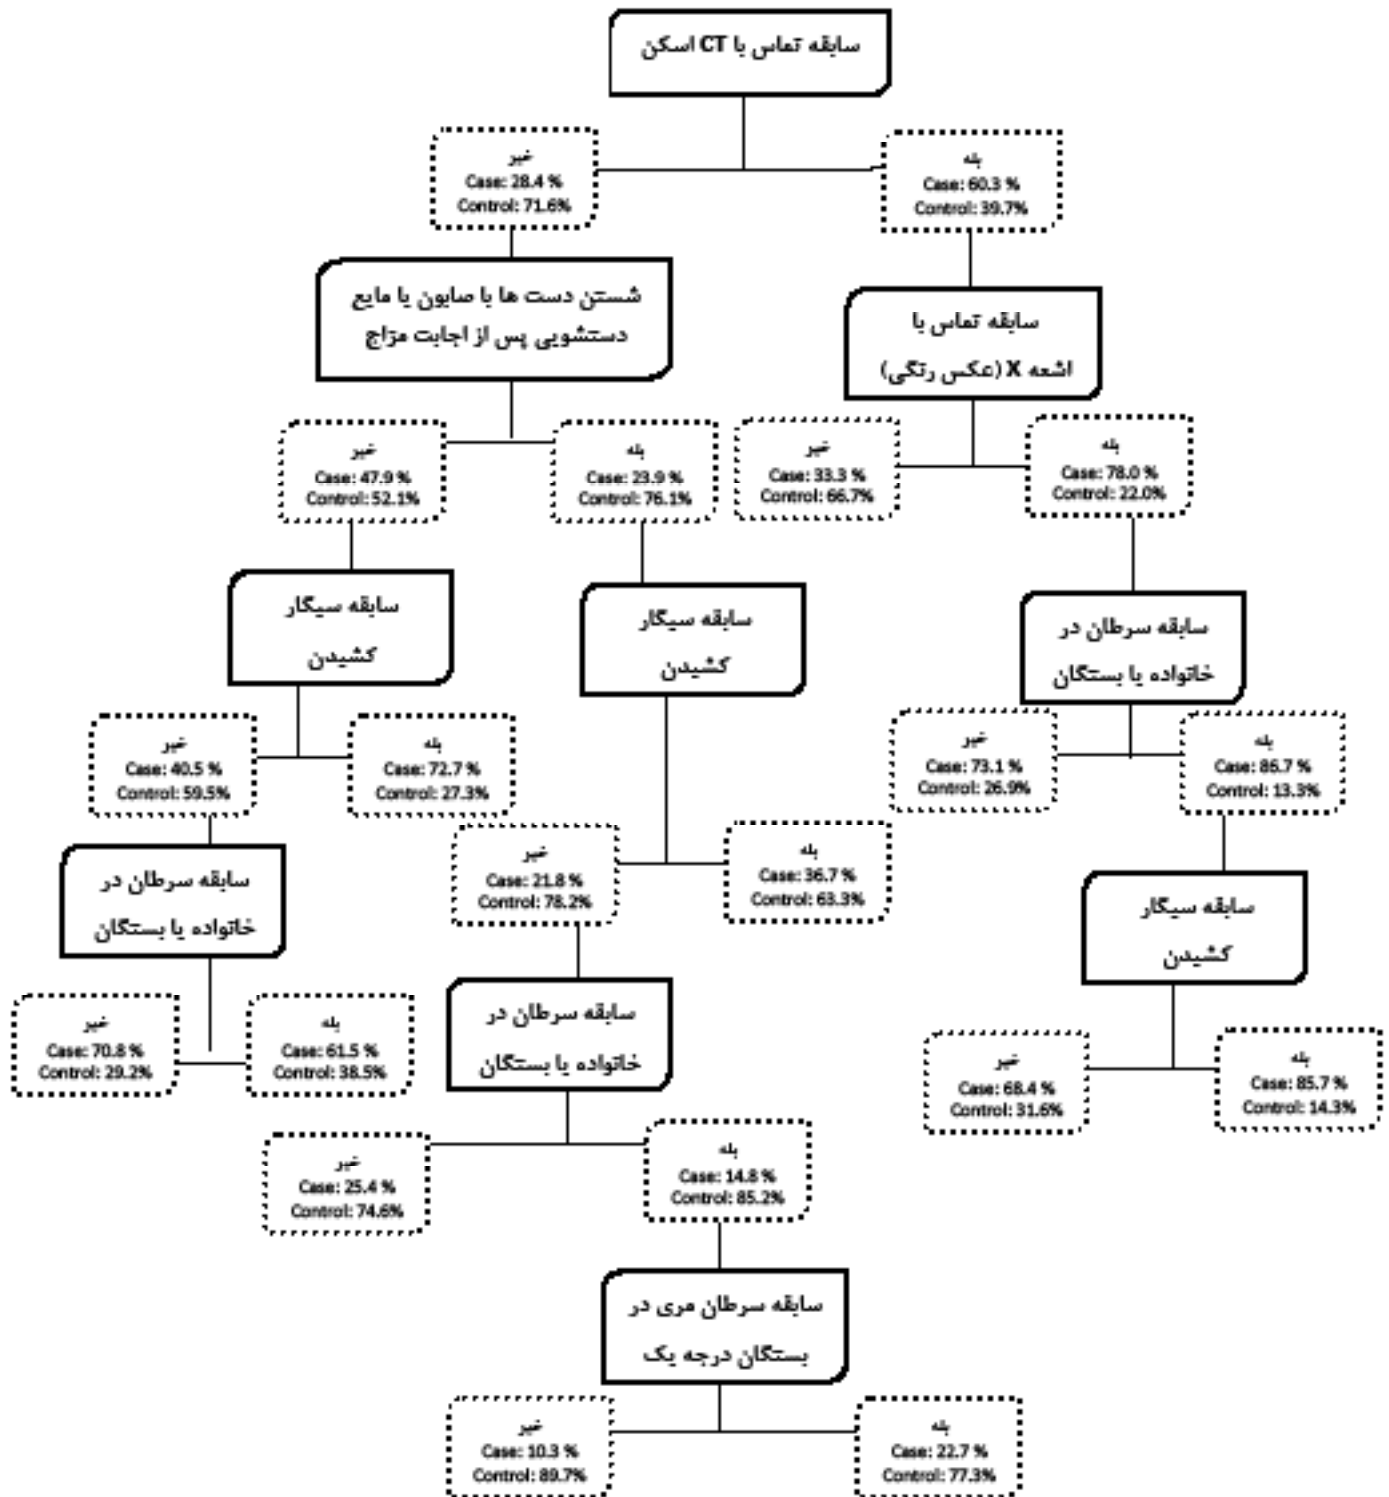 سابقه تماس با CT اسکن
خیر
Case: 28.4 %
Control: 71.6%
بله
Case: 60.3 %
Control: 39.7%
شستن دست ها با صابون یا مایع
دستشویی پس از اجابت مزاج
سابقه تماس با
اشعه X (عکس رنگی)
خیر
Case: 47.9 %
Control: 52.1%
بله
Case: 23.9 %
Control: 76.1%
خیر
Case: 33.3 %
Control: 66.7%
بله
Case: 78.0 %
Control: 22.0%
سابقه سیگار
کشیدن
سابقه سیگار
کشیدن
سابقه سرطان در
خانواده یا بستگان
خیر
Case: 40.5 %
Control: 59.5%
بله
Case: 72.7 %
Control: 27.3%
خیر
Case: 73.1 %
Control: 26.9%
بله
Case: 86.7 %
Control: 13.3%
سابقه سرطان در
خانواده یا بستگان
خیر
Case: 21.8 %
Control: 78.2%
بله
Case: 36.7 %
Control: 63.3%
سابقه سیگار
کشیدن
خیر
Case: 70.8 %
Control: 29.2%
بله
Case: 61.5 %
Control: 38.5%
سابقه سرطان در
خانواده یا بستگان
خیر
Case: 68.4 %
Control: 31.6%
بله
Case: 85.7 %
Control: 14.3%
خیر
Case: 25.4 %
Control: 74.6%
بله
Case: 14.8 %
Control: 85.2%
سابقه سرطان مری در
بستگان درجه یک
خیر
Case: 10.3 %
Control: 89.7%
بله
Case: 22.7 %
Control: 77.3%